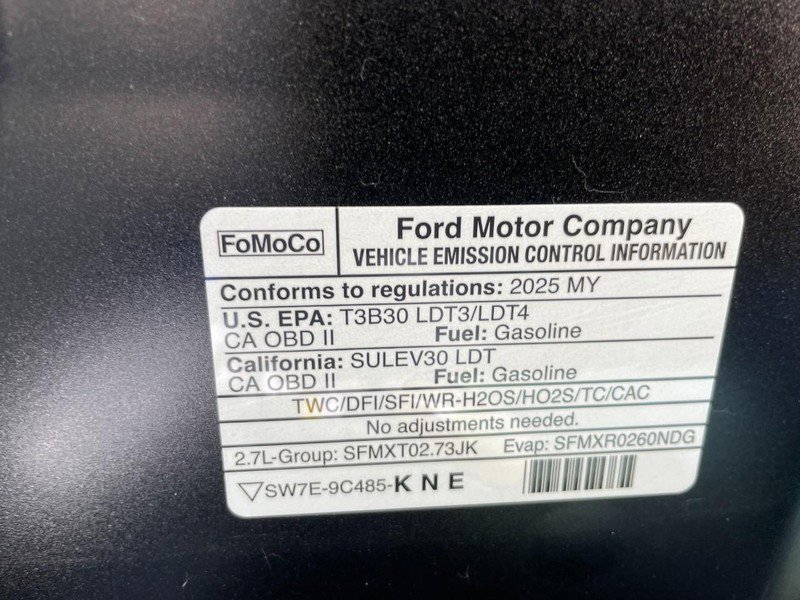 FoMoCo
Ford Motor Company
VEHICLE EMISSION CONTROL INFORMATION
Conforms to regulations: 2025 MY
U.S. EPA: T3B30 LDT3/LDT4
CA OBD II Fuel: Gasoline
California: SULEV30 LDT
CA OBD II Fuel: Gasoline
TWC/DFI/SFI/WR-H2OS/HO2S/TC/CAC
No adjustments needed.
2.7L-Group: SFMXT02.73JK Evap: SFMXR0260NDG
SW7E-9C485-KNE